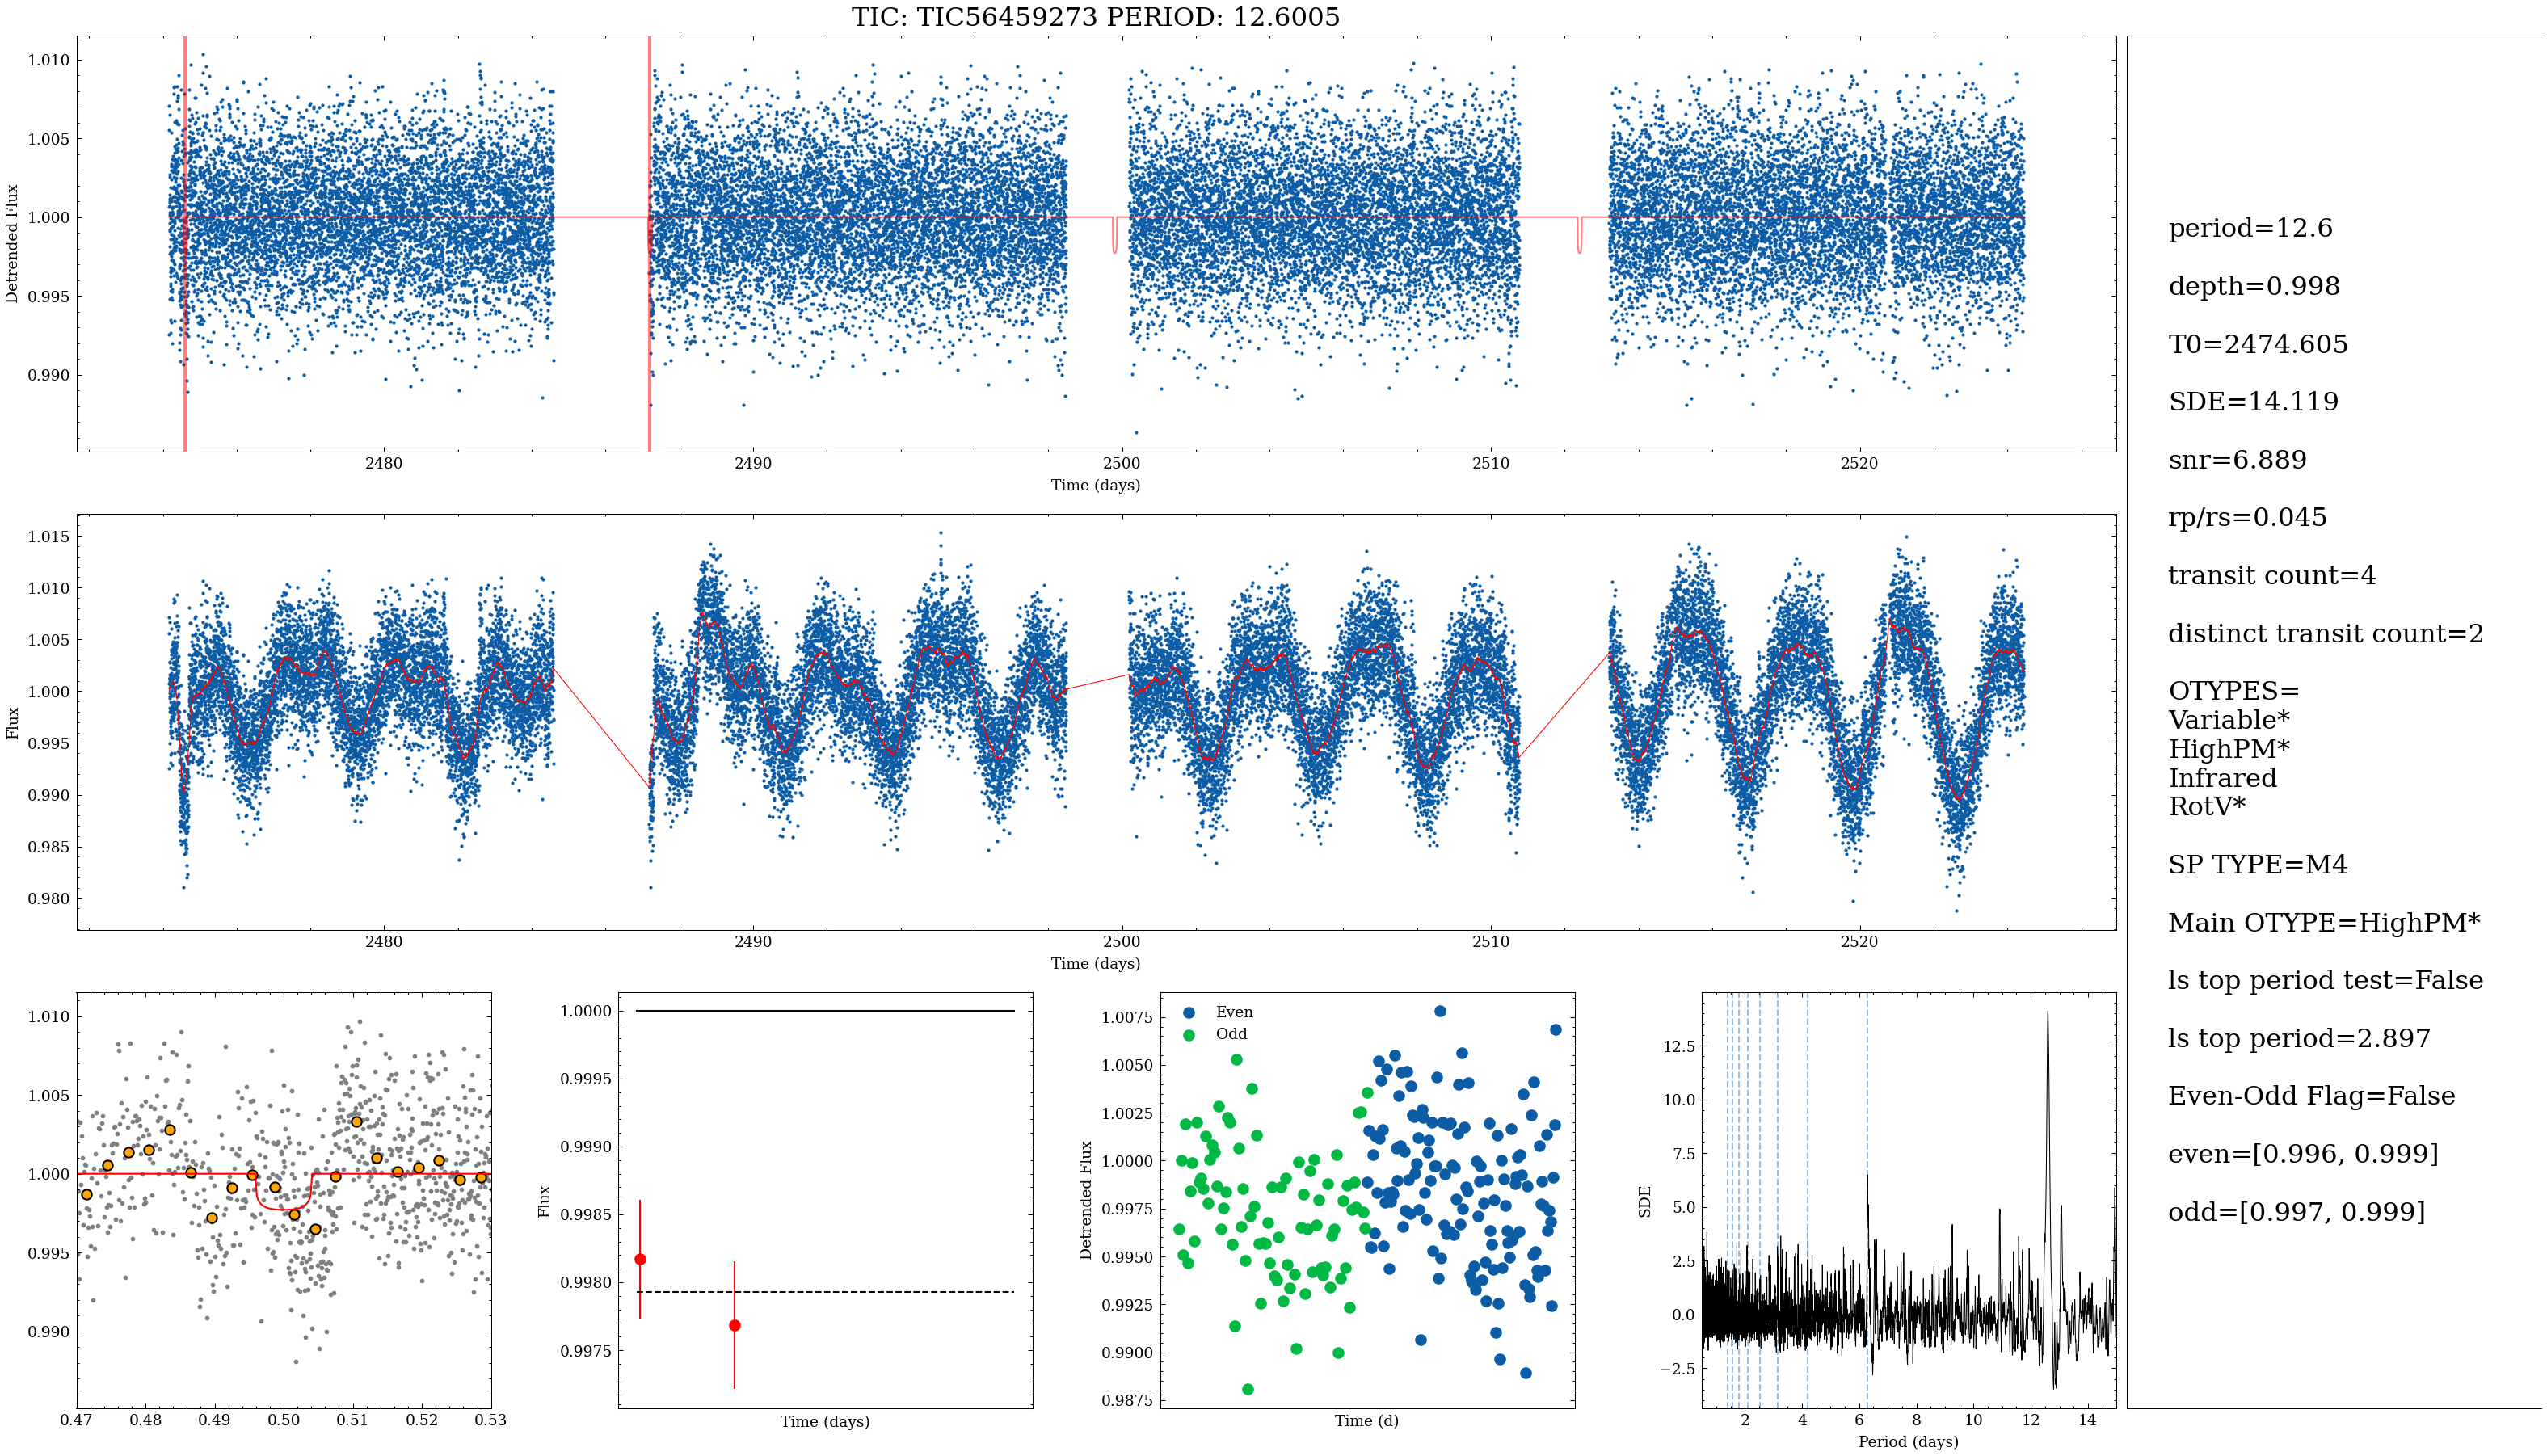 TIC: TIC56459273 PERIOD: 12.6005
1.010
1.005
1.000
0.995
0.990
Detrended Flux
2480
2490
2500
2510
2520
Time (days)
1.015
1.010
1.005
1.000
0.995
0.990
0.985
0.980
Flux
2480
2490
2500
2510
2520
Time (days)
1.010
1.005
1.000
0.995
0.990
0.47
0.48
0.49
0.50
0.51
0.52
0.53
1.0000
0.9995
0.9990
0.9985
0.9980
0.9975
Flux
Time (days)
Even
Odd
1.0075
1.0050
1.0025
1.0000
0.9975
0.9950
0.9925
0.9900
0.9875
Detrended Flux
Time (d)
12.5
10.0
7.5
5.0
2.5
0.0
−2.5
SDE
2
4
6
8
10
12
14
Period (days)
period=12.6
depth=0.998
T0=2474.605
SDE=14.119
snr=6.889
rp/rs=0.045
transit count=4
distinct transit count=2
OTYPES=
Variable*
HighPM*
Infrared
RotV*
SP TYPE=M4
Main OTYPE=HighPM*
ls top period test=False
ls top period=2.897
Even-Odd Flag=False
even=[0.996, 0.999]
odd=[0.997, 0.999]